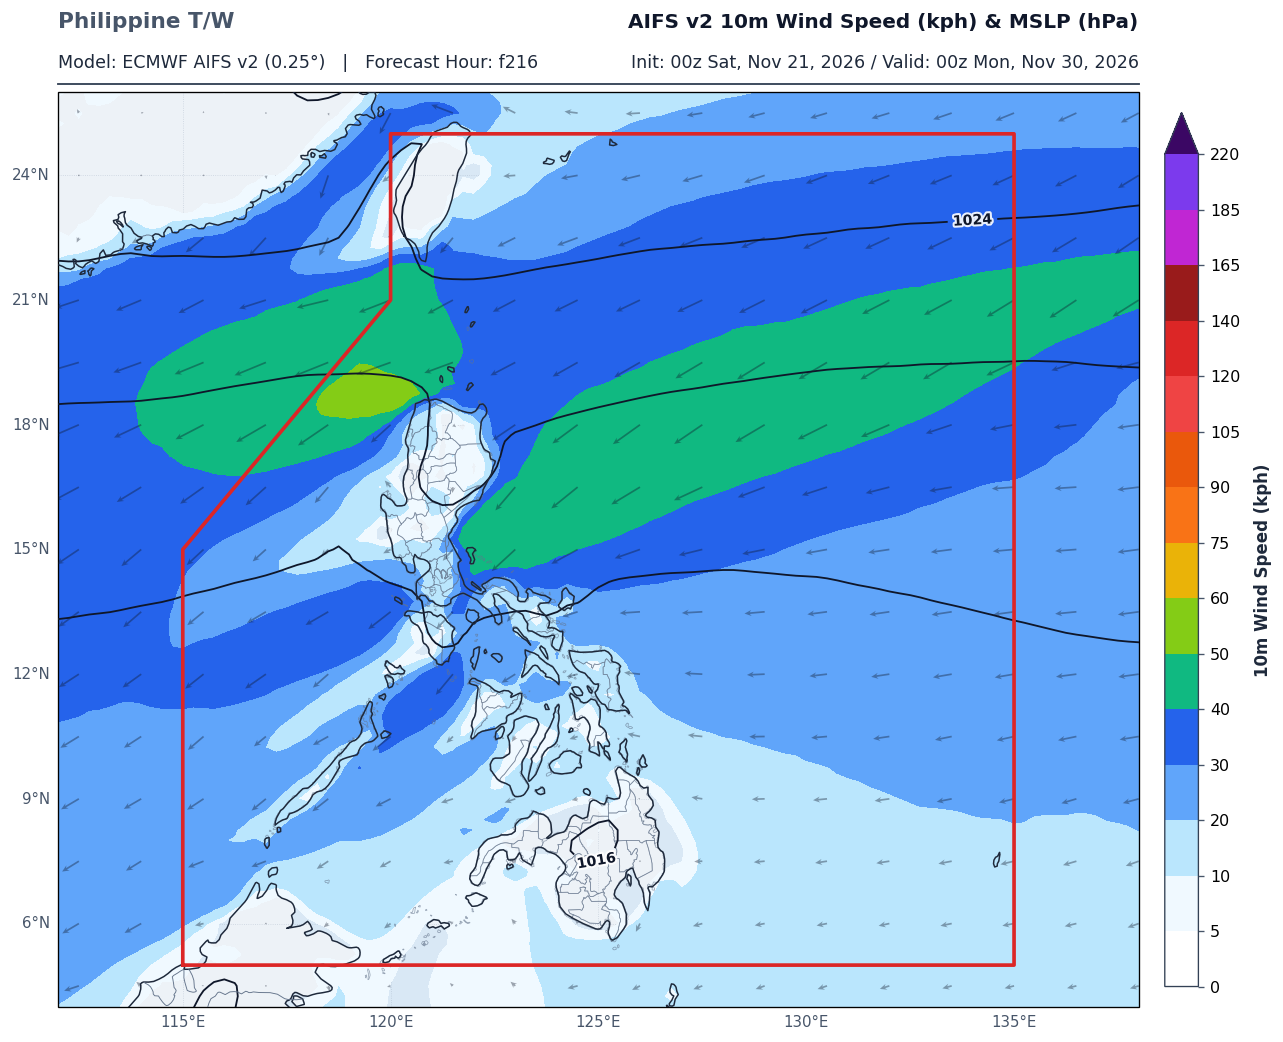 Philippine T/W
AIFS v2 10m Wind Speed (kph) & MSLP (hPa)
Model: ECMWF AIFS v2 (0.25°) | Forecast Hour: f216
Init: 00z Sat, Nov 21, 2026 / Valid: 00z Mon, Nov 30, 2026
24°N
21°N
18°N
15°N
12°N
9°N
6°N
1024
1016
115°E
120°E
125°E
130°E
135°E
220
185
165
140
120
105
90
75
60
50
40
30
20
10
5
0
10m Wind Speed (kph)